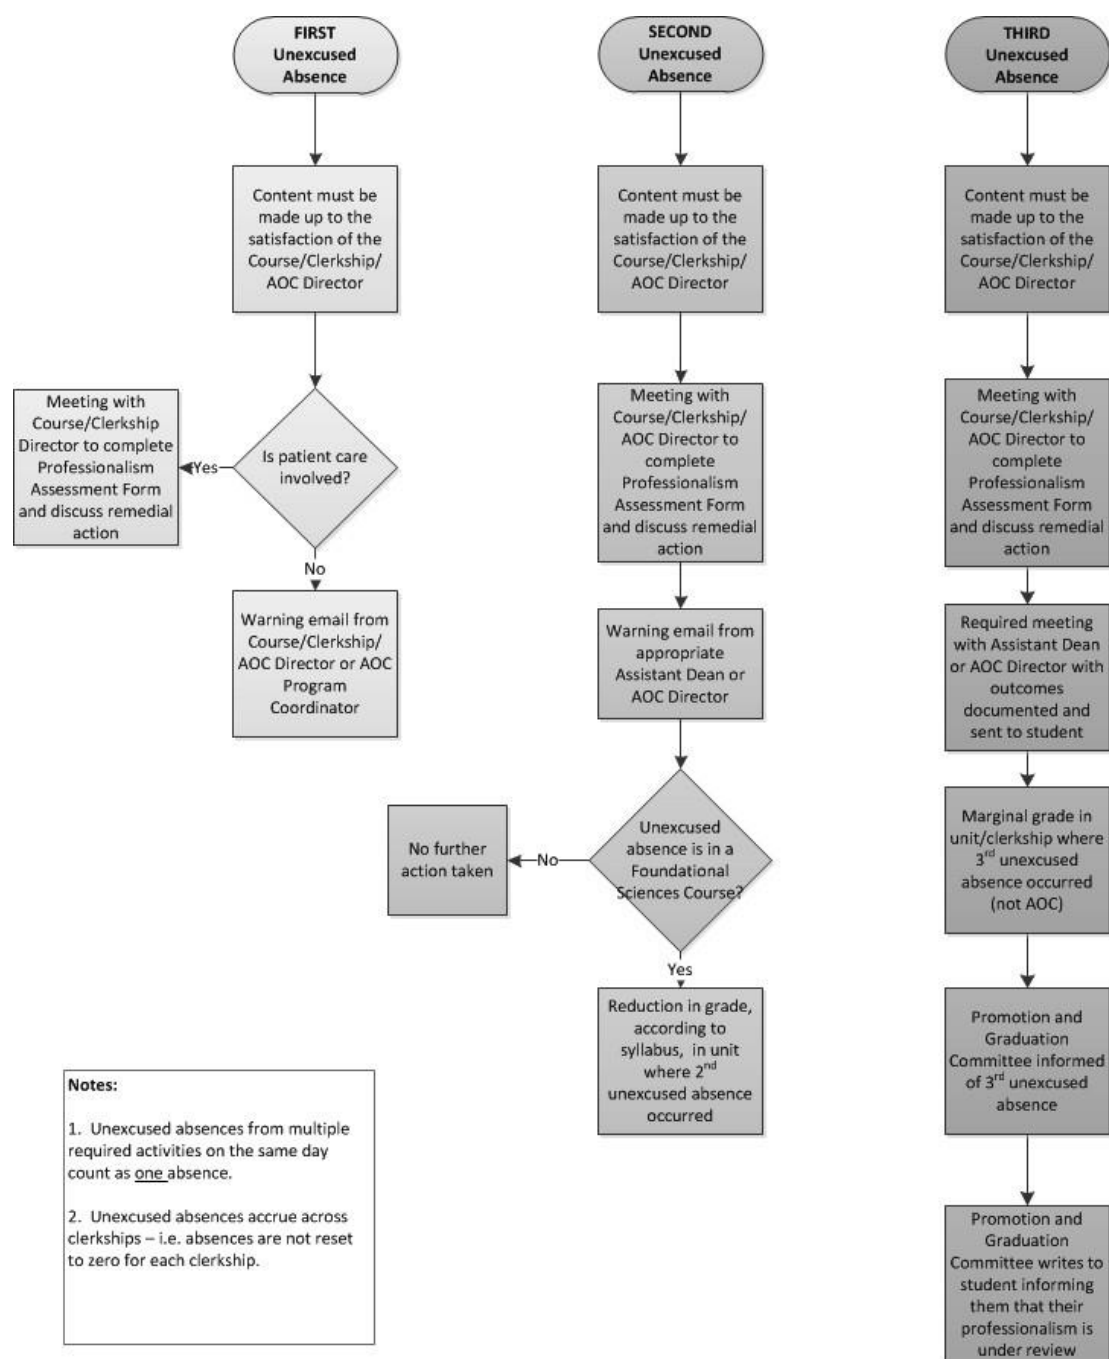 FIRST
Unexcused
Absence
Content must be
made up to the
satisfaction of the
Course/Clerkship/
AOC Director
Is patient care
involved?
Yes
Meeting with
Course/Clerkship
Director to complete
Professionalism
Assessment Form
and discuss remedial
action
No
Warning email from
Course/Clerkship/
AOC Director or AOC
Program
Coordinator
SECOND
Unexcused
Absence
Content must be
made up to the
satisfaction of the
Course/Clerkship/
AOC Director
Meeting with
Course/Clerkship/
AOC Director to
complete
Professionalism
Assessment Form
and discuss remedial
action
Warning email from
appropriate
Assistant Dean or
AOC Director
Unexcused
absence is in a
Foundational
Sciences Course?
No
No further
action taken
Yes
Reduction in grade,
according to
syllabus, in unit
where 2nd
unexcused absence
occurred
THIRD
Unexcused
Absence
Content must be
made up to the
satisfaction of the
Course/Clerkship/
AOC Director
Meeting with
Course/Clerkship/
AOC Director to
complete
Professionalism
Assessment Form
and discuss remedial
action
Required meeting
with Assistant Dean
or AOC Director with
outcomes
documented and
sent to student
Marginal grade in
unit/clerkship where
3rd unexcused
absence occurred
(not AOC)
Promotion and
Graduation
Committee informed
of 3rd unexcused
absence
Promotion and
Graduation
Committee writes to
student informing
them that their
professionalism is
under review
Notes:
1. Unexcused absences from multiple
required activities on the same day
count as one absence.
2. Unexcused absences accrue across
clerkships – i.e. absences are not reset
to zero for each clerkship.